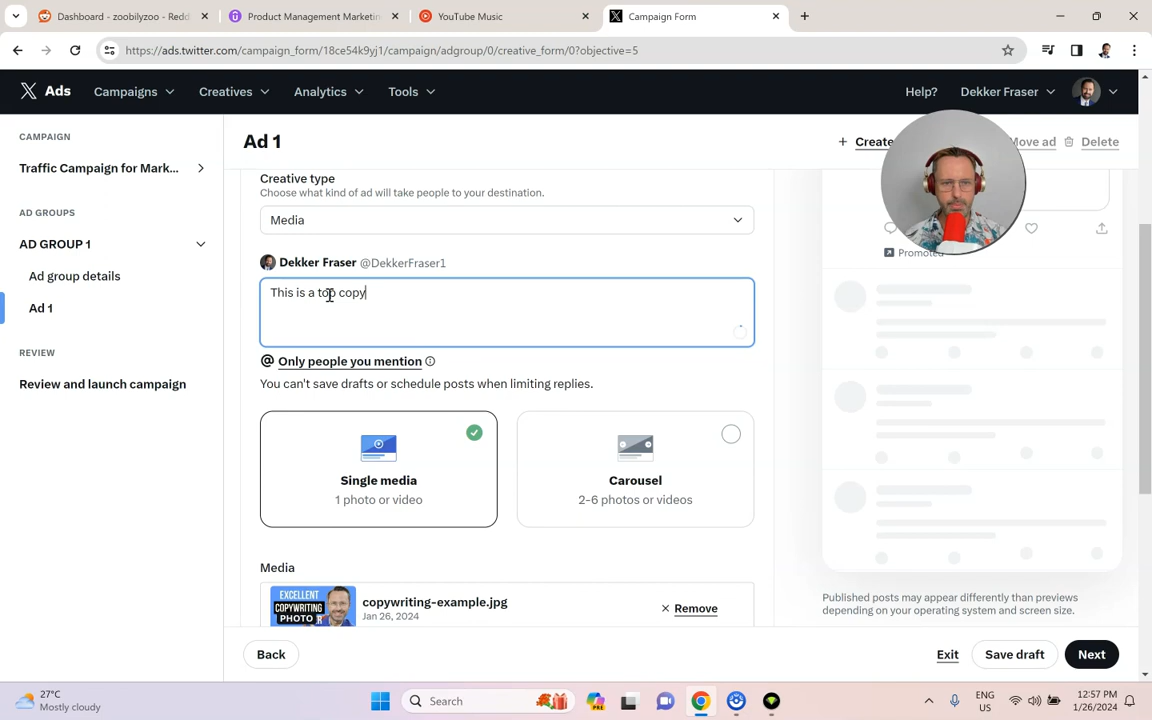 Dashboard - zoobilyzoo - Redd
Product Management Marketin
YouTube Music
Campaign Form
https://ads.twitter.com/campaign_form/18ce54k9yj1/campaign/adgroup/0/creative_form/0?objective=5
Ads
Campaigns
Creatives
Analytics
Tools
Help?
Dekker Fraser
CAMPAIGN
Traffic Campaign for Mark...
AD GROUPS
AD GROUP 1
Ad group details
Ad 1
REVIEW
Review and launch campaign
Ad 1
+ Create
Move ad
Delete
Creative type
Choose what kind of ad will take people to your destination.
Media
Dekker Fraser @DekkerFraser1
This is a top copy
@ Only people you mention
You can't save drafts or schedule posts when limiting replies.
Single media
1 photo or video
Carousel
2-6 photos or videos
Media
EXCELLENT
COPYWRITING
PHOTO
copywriting-example.jpg
Jan 26, 2024
Remove
Promoted
Published posts may appear differently than previews
depending on your operating system and screen size.
Back
Exit
Save draft
Next
27°C
Mostly cloudy
Search
PRE
ENG
US
12:57 PM
1/26/2024